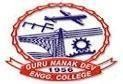 GURU NANAK DEV
1956
ENGG. COLLEGE